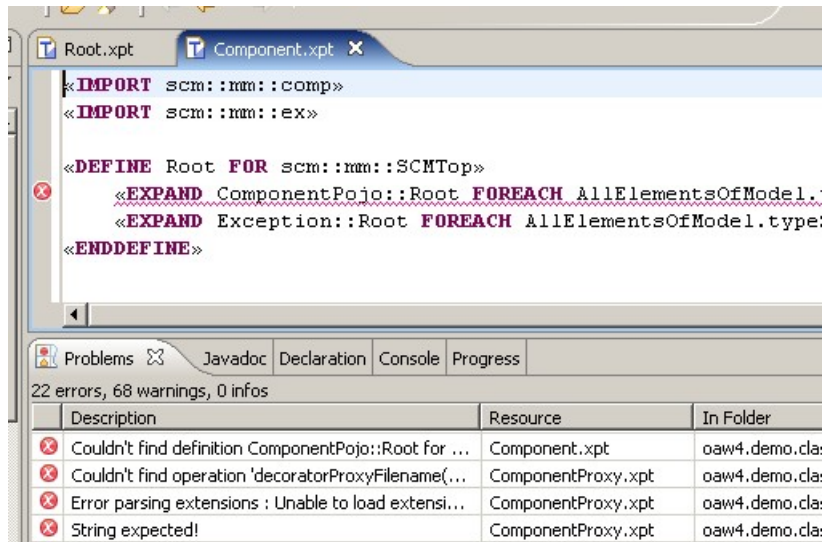 Root.xpt Component.xpt
«IMPORT scm::mm::comp»
«IMPORT scm::mm::ex»
«DEFINE Root FOR scm::mm::SCMTop»
«EXPAND ComponentPojo::Root FOREACH AllElementsOfModel.
«EXPAND Exception::Root FOREACH AllElementsOfModel.type
«ENDDEFINE»
Problems Javadoc Declaration Console Progress
22 errors, 68 warnings, 0 infos
Description Resource In Folder
Couldn't find definition ComponentPojo::Root for ... Component.xpt oaw4.demo.clas
Couldn't find operation 'decoratorProxyFilename(... ComponentProxy.xpt oaw4.demo.clas
Error parsing extensions : Unable to load extensi... ComponentProxy.xpt oaw4.demo.clas
String expected! ComponentProxy.xpt oaw4.demo.clas